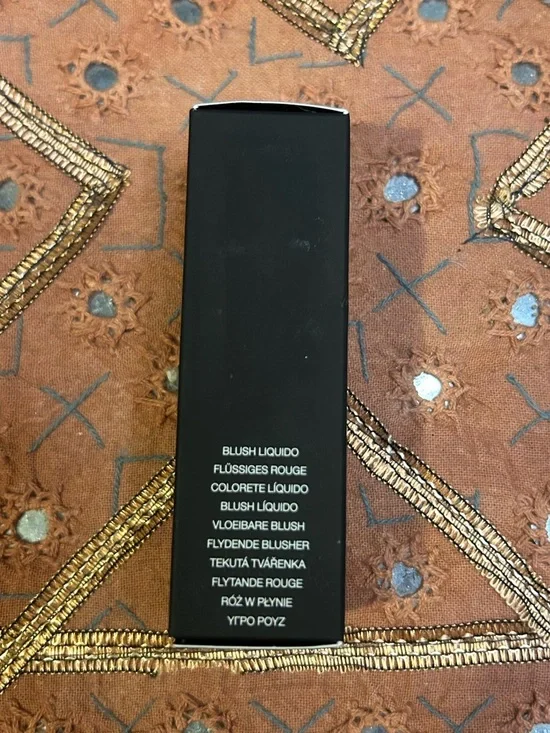 BLUSH LIQUIDO
FLÜSSIGES ROUGE
COLORETE LÍQUIDO
BLUSH LÍQUIDO
VLOEIBARE BLUSH
FLYDENDE BLUSHER
TEKUTÁ TVÁŘENKA
FLYTANDE ROUGE
RÓŻ W PŁYNIE
ΥΓΡΟ ΡΟΥΖ